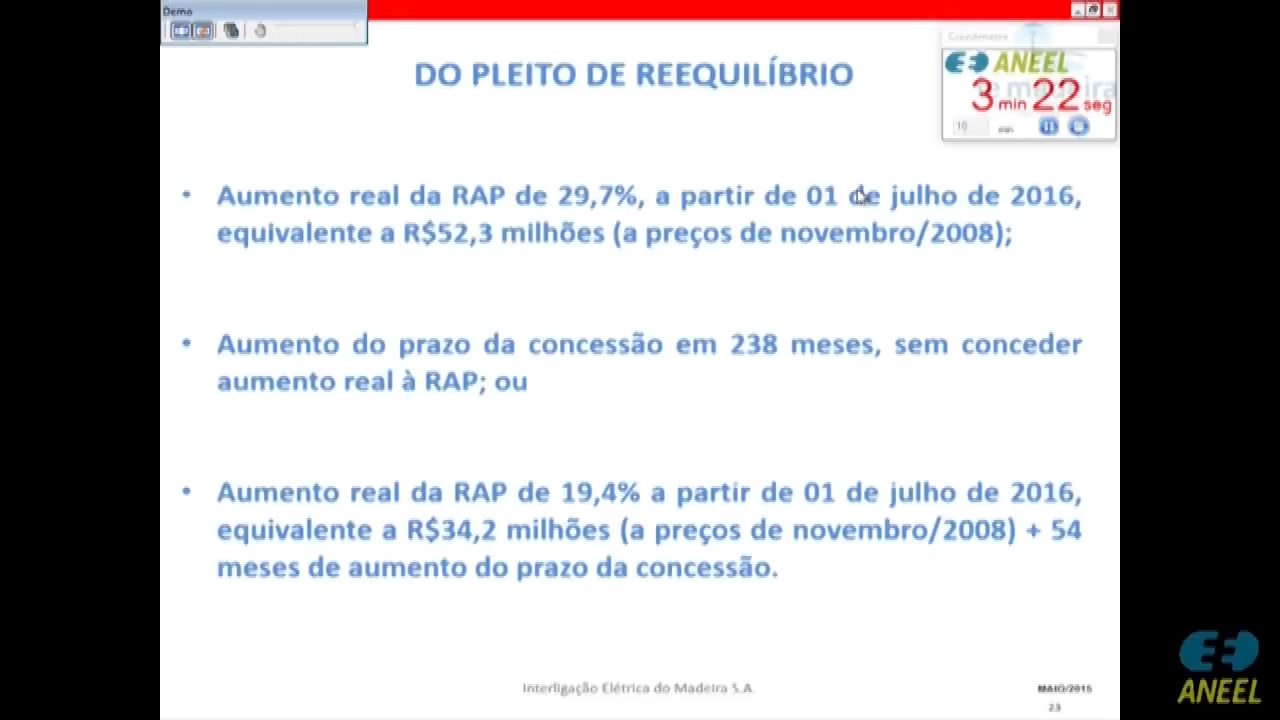 Demo
Cronômetro
DO PLEITO DE REEQUILÍBRIO
ANEEL
3 min 22 seg
10 min
• Aumento real da RAP de 29,7%, a partir de 01 de julho de 2016,
equivalente a R$52,3 milhões (a preços de novembro/2008);
• Aumento do prazo da concessão em 238 meses, sem conceder
aumento real à RAP; ou
• Aumento real da RAP de 19,4% a partir de 01 de julho de 2016,
equivalente a R$34,2 milhões (a preços de novembro/2008) + 54
meses de aumento do prazo da concessão.
Interligação Elétrica do Madeira S.A.
MAIO/2015
23
ANEEL